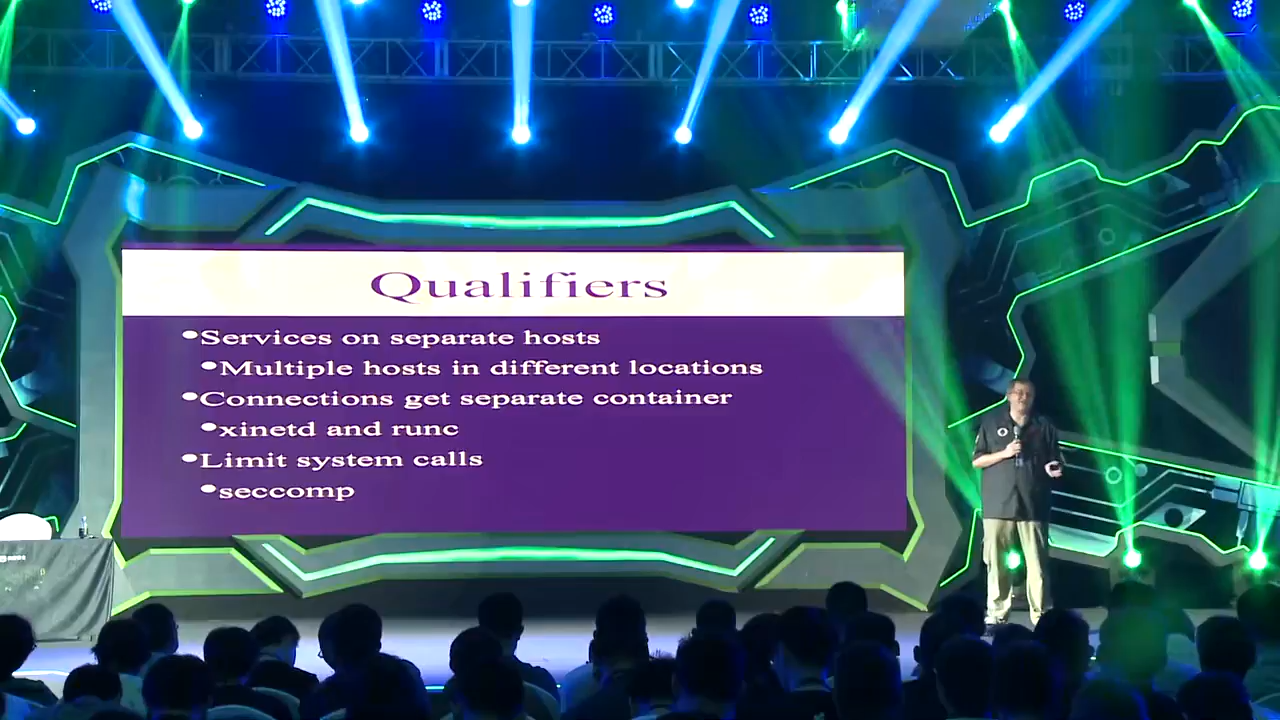 Qualifiers
•Services on separate hosts
•Multiple hosts in different locations
•Connections get separate container
•xinetd and runc
•Limit system calls
•seccomp